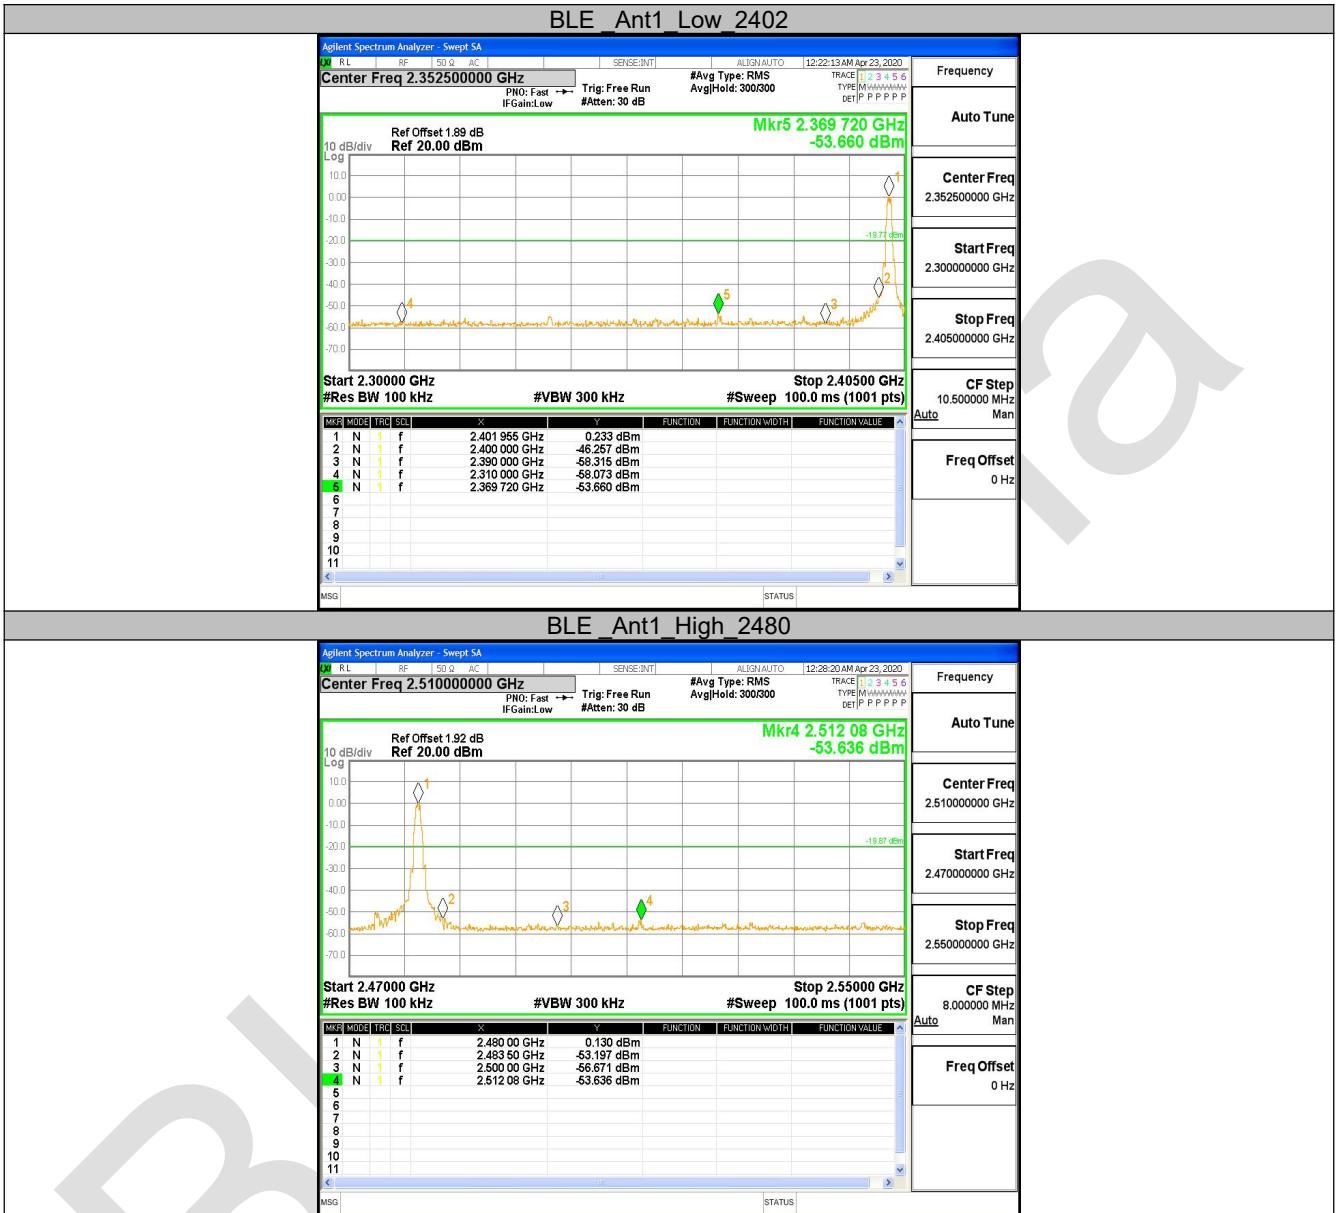 BLE _Ant1_Low_2402
Agilent Spectrum Analyzer - Swept SA
RL RF 50 Ω AC SENSE:INT ALIGN AUTO 12:22:13 AM Apr 23, 2020
Center Freq 2.352500000 GHz
PNO: Fast
IFGain:Low
Trig: Free Run
#Atten: 30 dB
#Avg Type: RMS
Avg|Hold: 300/300
TRACE 1 2 3 4 5 6
TYPE M
DET P P P P P P
Mkr5 2.369 720 GHz
-53.660 dBm
Ref Offset 1.89 dB
10 dB/div Ref 20.00 dBm
Log
10.0
0.00
-10.0
-20.0
-30.0
-40.0
-50.0
-60.0
-70.0
-19.77 dBm
1
2
3
4
5
Start 2.30000 GHz Stop 2.40500 GHz
#Res BW 100 kHz #VBW 300 kHz #Sweep 100.0 ms (1001 pts)
MKR MODE TRC SCL X Y FUNCTION FUNCTION WIDTH FUNCTION VALUE
1 N 1 f 2.401 955 GHz 0.233 dBm
2 N 1 f 2.400 000 GHz -46.257 dBm
3 N 1 f 2.390 000 GHz -58.315 dBm
4 N 1 f 2.310 000 GHz -58.073 dBm
5 N 1 f 2.369 720 GHz -53.660 dBm
6
7
8
9
10
11
MSG STATUS
Frequency
Auto Tune
Center Freq
2.352500000 GHz
Start Freq
2.300000000 GHz
Stop Freq
2.405000000 GHz
CF Step
10.500000 MHz
Auto Man
Freq Offset
0 Hz
BLE _Ant1_High_2480
Agilent Spectrum Analyzer - Swept SA
RL RF 50 Ω AC SENSE:INT ALIGN AUTO 12:28:20 AM Apr 23, 2020
Center Freq 2.510000000 GHz
PNO: Fast
IFGain:Low
Trig: Free Run
#Atten: 30 dB
#Avg Type: RMS
Avg|Hold: 300/300
TRACE 1 2 3 4 5 6
TYPE M
DET P P P P P P
Mkr4 2.512 08 GHz
-53.636 dBm
Ref Offset 1.92 dB
10 dB/div Ref 20.00 dBm
Log
10.0
0.00
-10.0
-20.0
-30.0
-40.0
-50.0
-60.0
-70.0
-19.87 dBm
1
2
3
4
Start 2.47000 GHz Stop 2.55000 GHz
#Res BW 100 kHz #VBW 300 kHz #Sweep 100.0 ms (1001 pts)
MKR MODE TRC SCL X Y FUNCTION FUNCTION WIDTH FUNCTION VALUE
1 N 1 f 2.480 00 GHz 0.130 dBm
2 N 1 f 2.483 50 GHz -53.197 dBm
3 N 1 f 2.500 00 GHz -56.671 dBm
4 N 1 f 2.512 08 GHz -53.636 dBm
5
6
7
8
9
10
11
MSG STATUS
Frequency
Auto Tune
Center Freq
2.510000000 GHz
Start Freq
2.470000000 GHz
Stop Freq
2.550000000 GHz
CF Step
8.000000 MHz
Auto Man
Freq Offset
0 Hz